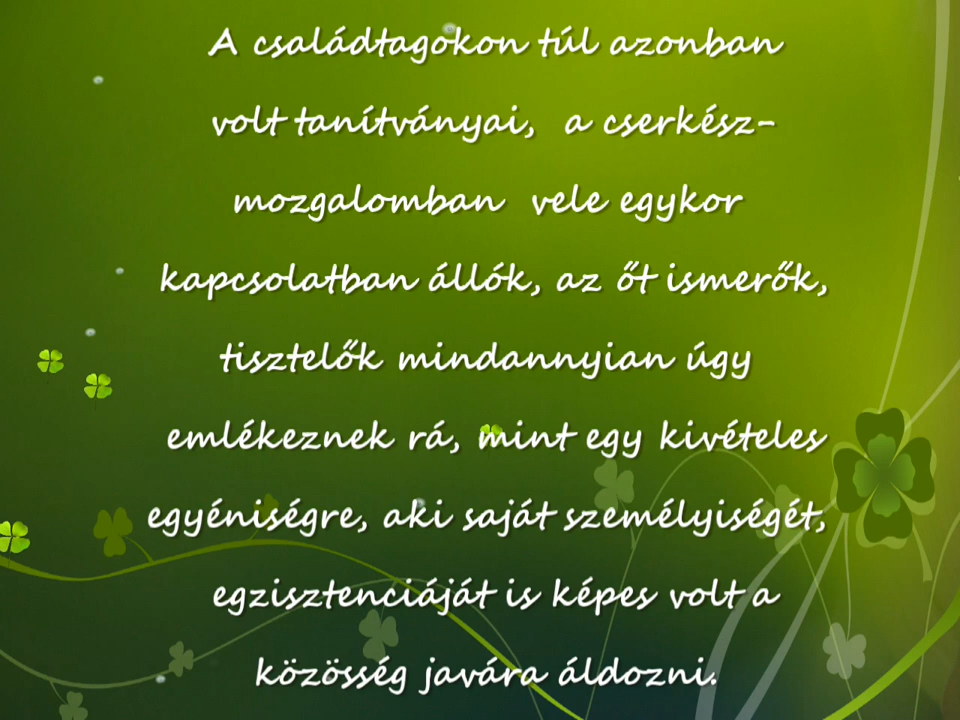 A családtagokon túl azonban
volt tanítványai, a cserkész-
mozgalomban vele egykor
kapcsolatban állók, az őt ismerők,
tisztelők mindannyian úgy
emlékeznek rá, mint egy kivételes
egyéniségre, aki saját személyiségét,
egzisztenciáját is képes volt a
közösség javára áldozni.